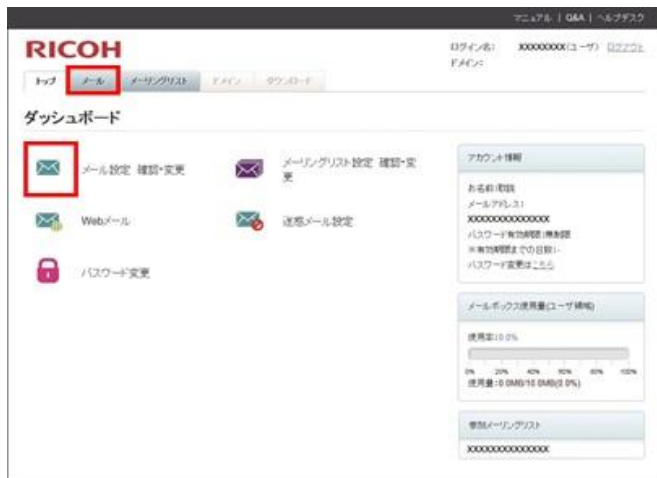 マニュアル | Q&A | ヘルプデスク
RICOH
ログイン名: XXXXXXXX(ユーザ) ログアウト
ドメイン:
トップ メール メーリングリスト ドメイン ダウンロード
ダッシュボード
メール設定 確認・変更
メーリングリスト設定 確認・変更
Webメール
迷惑メール設定
パスワード変更
アカウント情報
お名前:取説
メールアドレス:
XXXXXXXXXXXXXX
パスワード有効期限:無制限
※有効期限までの日数:-
パスワード変更はこちら
メールボックス使用量(ユーザ領域)
使用率:0.0%
0% 20% 40% 60% 80% 100%
使用量:0.0MB/10.0MB(0.0%)
参加メーリングリスト
XXXXXXXXXXXXXX